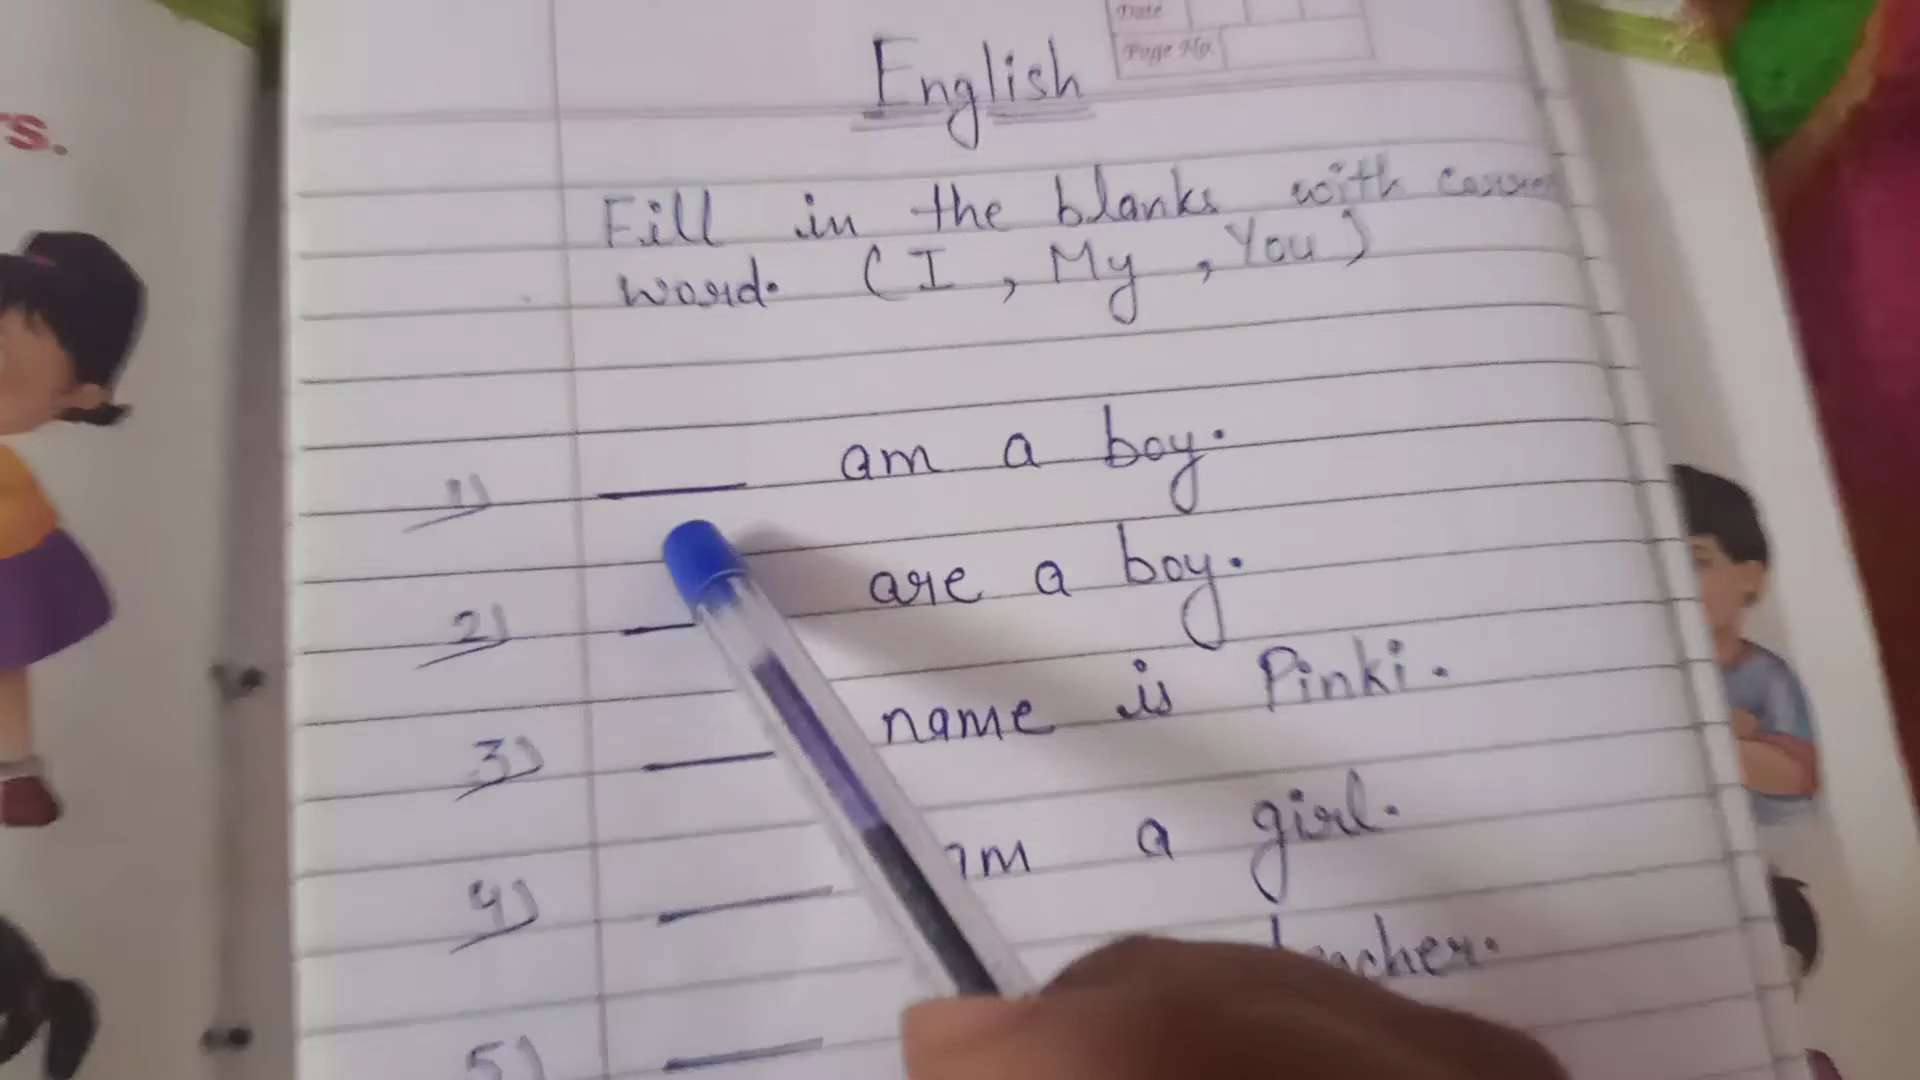 s.
Date
Page No.
English
Fill in the blanks with
word. (I, My, You)
1) ____ am a boy.
2) ____ are a boy.
3) ____ name is Pinki.
4) ____ a girl.
5) ____